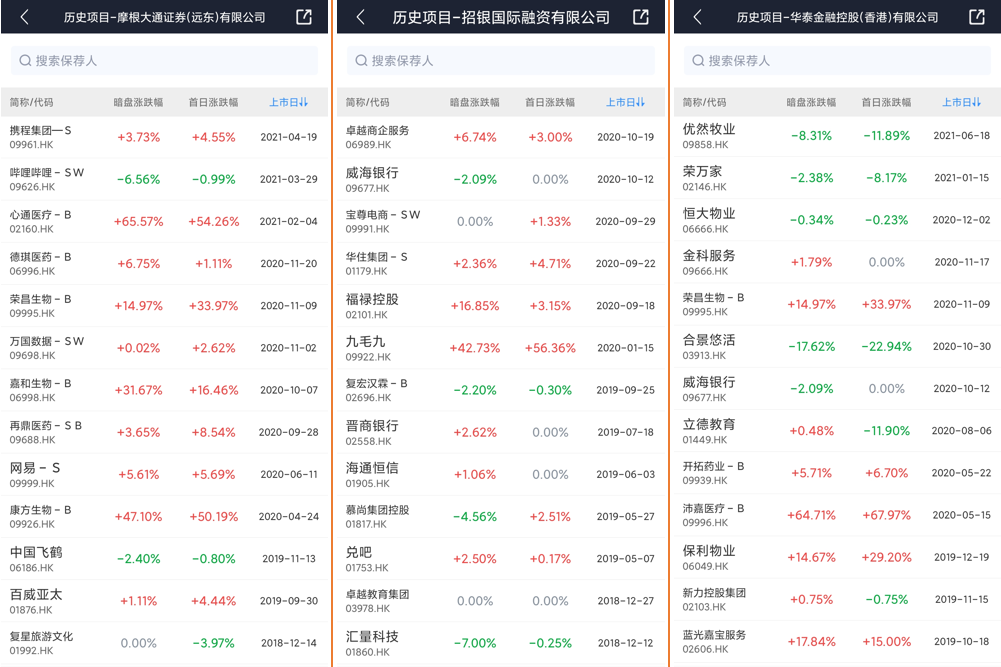 历史项目-摩根大通证券(远东)有限公司
搜索保荐人
简称/代码 暗盘涨跌幅 首日涨跌幅 上市日
携程集团—S +3.73% +4.55% 2021-04-19
09961.HK
哔哩哔哩-SW -6.56% -0.99% 2021-03-29
09626.HK
心通医疗-B +65.57% +54.26% 2021-02-04
02160.HK
德琪医药-B +6.75% +1.11% 2020-11-20
06996.HK
荣昌生物-B +14.97% +33.97% 2020-11-09
09995.HK
万国数据-SW +0.02% +2.62% 2020-11-02
09698.HK
嘉和生物-B +31.67% +16.46% 2020-10-07
06998.HK
再鼎医药-SB +3.65% +8.54% 2020-09-28
09688.HK
网易-S +5.61% +5.69% 2020-06-11
09999.HK
康方生物-B +47.10% +50.19% 2020-04-24
09926.HK
中国飞鹤 -2.40% -0.80% 2019-11-13
06186.HK
百威亚太 +1.11% +4.44% 2019-09-30
01876.HK
复星旅游文化 0.00% -3.97% 2018-12-14
01992.HK
历史项目-招银国际融资有限公司
搜索保荐人
简称/代码 暗盘涨跌幅 首日涨跌幅 上市日
卓越商企服务 +6.74% +3.00% 2020-10-19
06989.HK
威海银行 -2.09% 0.00% 2020-10-12
09677.HK
宝尊电商-SW 0.00% +1.33% 2020-09-29
09991.HK
华住集团-S +2.36% +4.71% 2020-09-22
01179.HK
福禄控股 +16.85% +3.15% 2020-09-18
02101.HK
九毛九 +42.73% +56.36% 2020-01-15
09922.HK
复宏汉霖-B -2.20% -0.30% 2019-09-25
02696.HK
晋商银行 +2.62% 0.00% 2019-07-18
02558.HK
海通恒信 +1.06% 0.00% 2019-06-03
01905.HK
慕尚集团控股 -4.56% +2.51% 2019-05-27
01817.HK
兑吧 +2.50% +0.17% 2019-05-07
01753.HK
卓越教育集团 0.00% 0.00% 2018-12-27
03978.HK
汇量科技 -7.00% -0.25% 2018-12-12
01860.HK
历史项目-华泰金融控股(香港)有限公司
搜索保荐人
简称/代码 暗盘涨跌幅 首日涨跌幅 上市日
优然牧业 -8.31% -11.89% 2021-06-18
09858.HK
荣万家 -2.38% -8.17% 2021-01-15
02146.HK
恒大物业 -0.34% -0.23% 2020-12-02
06666.HK
金科服务 +1.79% 0.00% 2020-11-17
09666.HK
荣昌生物-B +14.97% +33.97% 2020-11-09
09995.HK
合景悠活 -17.62% -22.94% 2020-10-30
03913.HK
威海银行 -2.09% 0.00% 2020-10-12
09677.HK
立德教育 +0.48% -11.90% 2020-08-06
01449.HK
开拓药业-B +5.71% +6.70% 2020-05-22
09939.HK
沛嘉医疗-B +64.71% +67.97% 2020-05-15
09996.HK
保利物业 +14.67% +29.20% 2019-12-19
06049.HK
新力控股集团 +0.75% -0.75% 2019-11-15
02103.HK
蓝光嘉宝服务 +17.84% +15.00% 2019-10-18
02606.HK